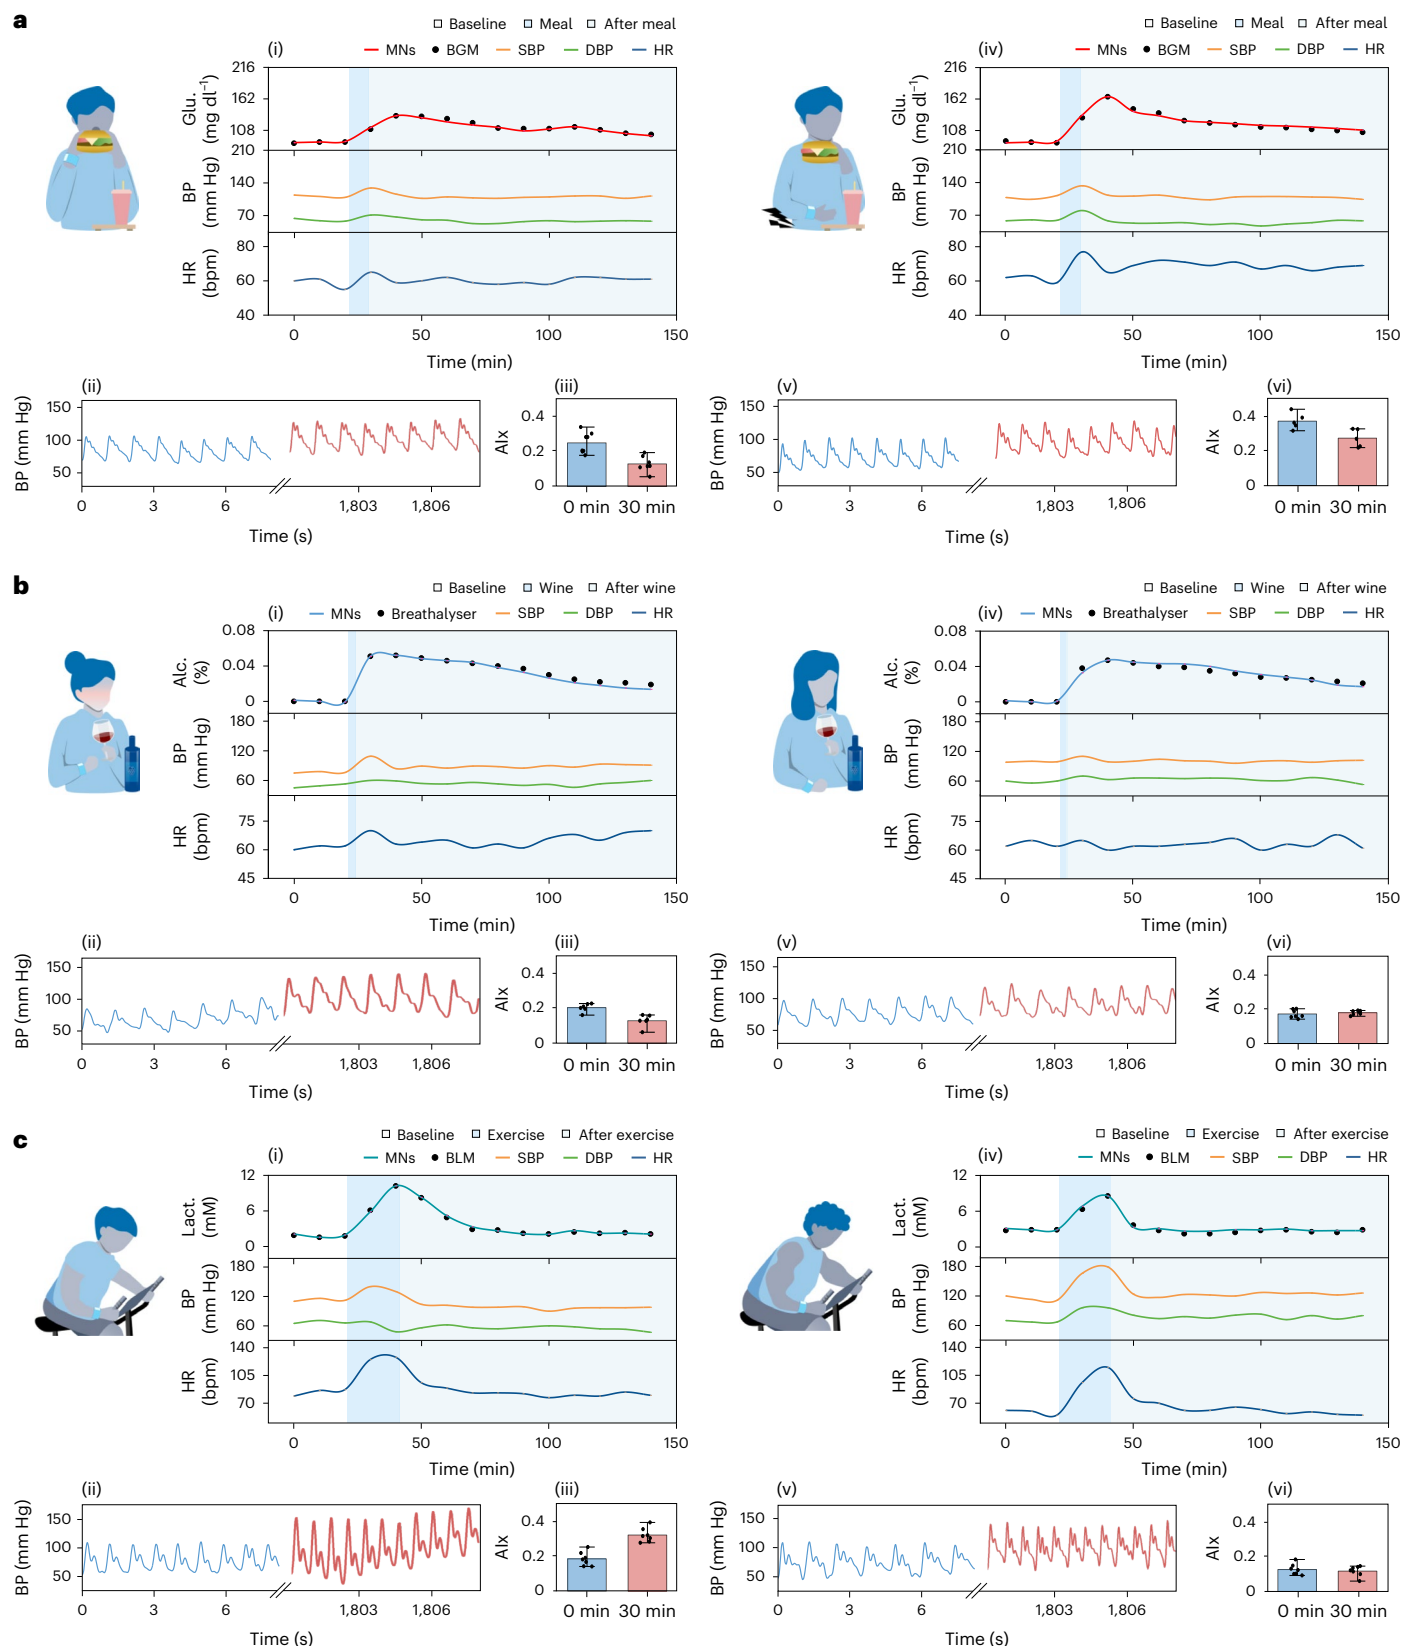 a
Baseline Meal After meal
(i)
MNs BGM SBP DBP HR
Glu.
(mg dl⁻¹)
216
162
108
210
BP
(mm Hg)
140
70
HR
(bpm)
80
60
40
0 50 100 150
Time (min)
Baseline Meal After meal
(iv)
MNs BGM SBP DBP HR
Glu.
(mg dl⁻¹)
216
162
108
210
BP
(mm Hg)
140
70
HR
(bpm)
80
60
40
0 50 100 150
Time (min)
(ii)
BP (mm Hg)
150
100
50
0 3 6 1,803 1,806
Time (s)
(iii)
AIx
0.4
0.2
0
0 min 30 min
(v)
BP (mm Hg)
150
100
50
0 3 6 1,803 1,806
Time (s)
(vi)
AIx
0.4
0.2
0
0 min 30 min
b
Baseline Wine After wine
(i)
MNs Breathalyser SBP DBP HR
Alc.
(%)
0.08
0.04
0
BP
(mm Hg)
180
120
60
HR
(bpm)
75
60
45
0 50 100 150
Time (min)
Baseline Wine After wine
(iv)
MNs Breathalyser SBP DBP HR
Alc.
(%)
0.08
0.04
0
BP
(mm Hg)
180
120
60
HR
(bpm)
75
60
45
0 50 100 150
Time (min)
(ii)
BP (mm Hg)
150
100
50
0 3 6 1,803 1,806
Time (s)
(iii)
AIx
0.4
0.2
0
0 min 30 min
(v)
BP (mm Hg)
150
100
50
0 3 6 1,803 1,806
Time (s)
(vi)
AIx
0.4
0.2
0
0 min 30 min
c
Baseline Exercise After exercise
(i)
MNs BLM SBP DBP HR
Lact.
(mM)
12
6
0
BP
(mm Hg)
180
120
60
HR
(bpm)
140
105
70
0 50 100 150
Time (min)
Baseline Exercise After exercise
(iv)
MNs BLM SBP DBP HR
Lact.
(mM)
12
6
0
BP
(mm Hg)
180
120
60
HR
(bpm)
140
105
70
0 50 100 150
Time (min)
(ii)
BP (mm Hg)
150
100
50
0 3 6 1,803 1,806
Time (s)
(iii)
AIx
0.4
0.2
0
0 min 30 min
(v)
BP (mm Hg)
150
100
50
0 3 6 1,803 1,806
Time (s)
(vi)
AIx
0.4
0.2
0
0 min 30 min